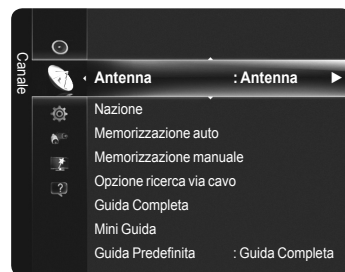 Canale
Antenna : Antenna
Nazione
Memorizzazione auto
Memorizzazione manuale
Opzione ricerca via cavo
Guida Completa
Mini Guida
Guida Predefinita : Guida Completa